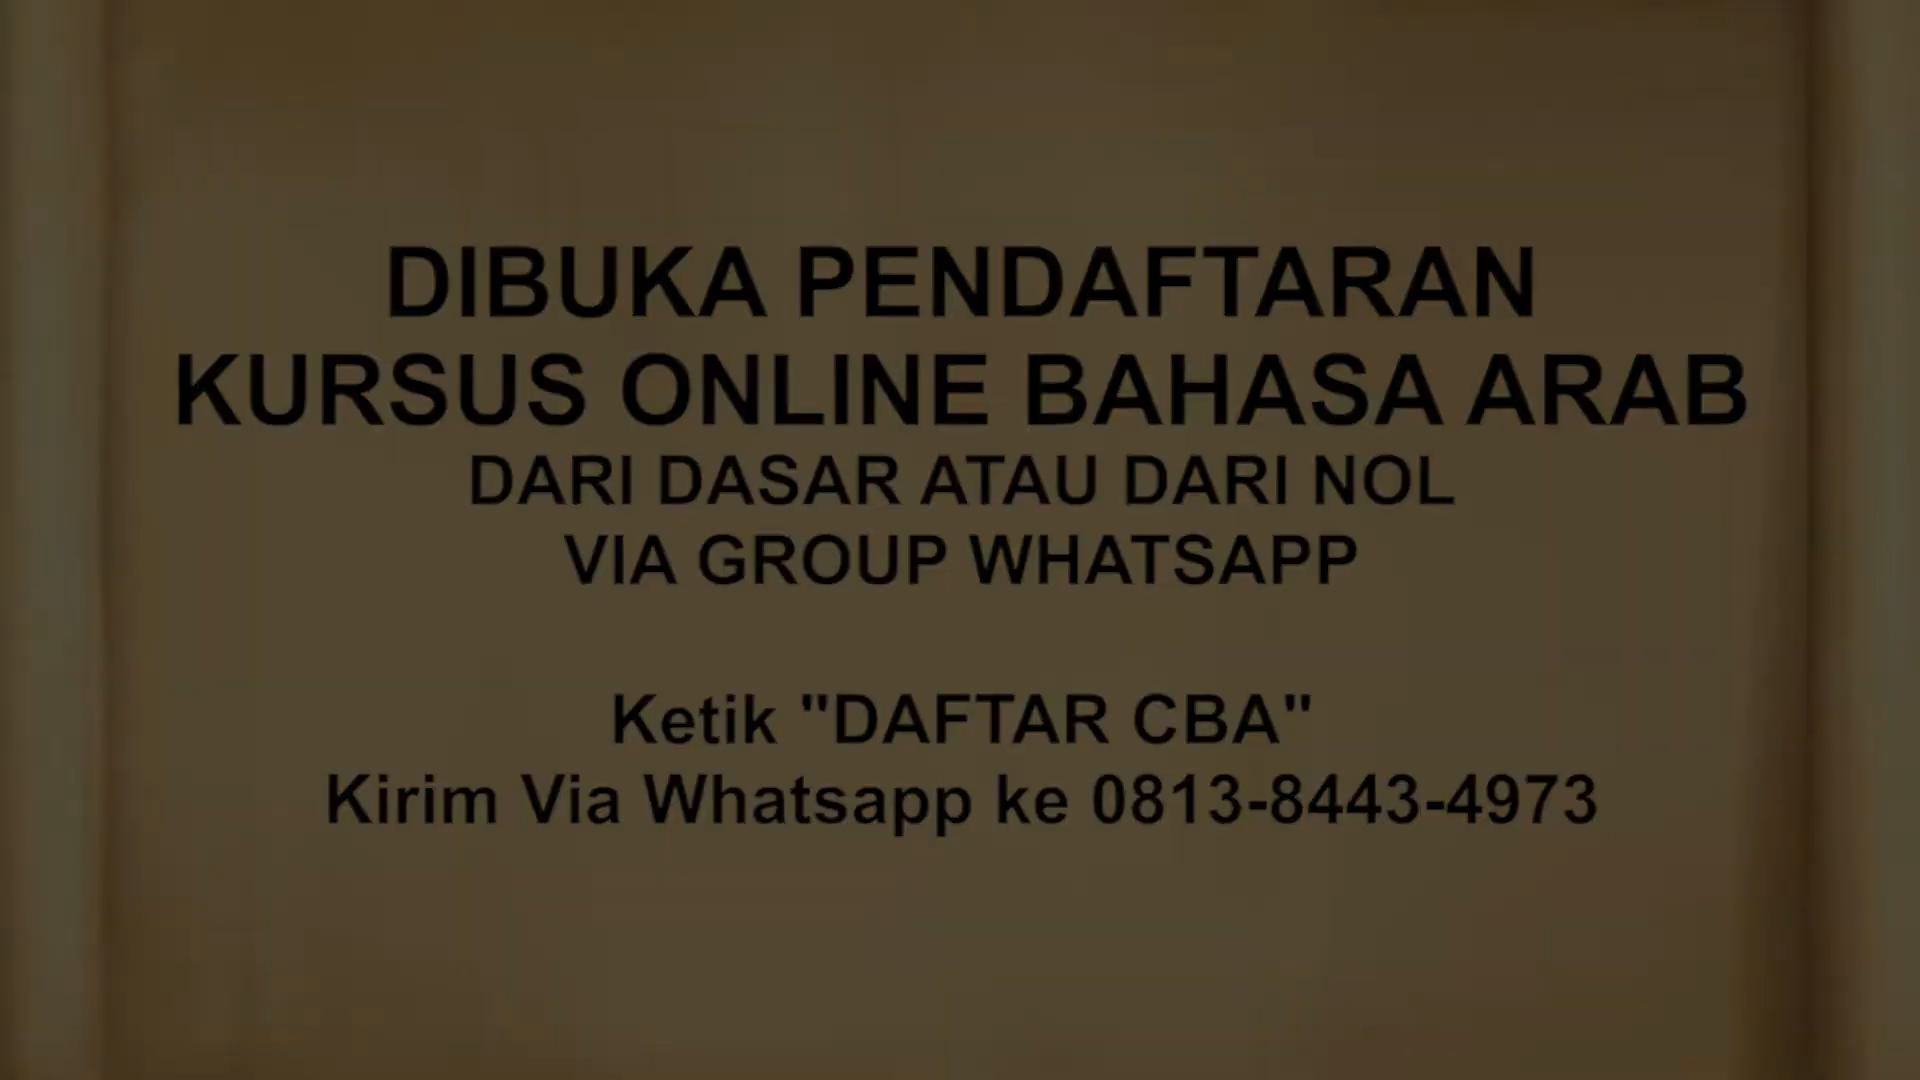 DIBUKA PENDAFTARAN
KURSUS ONLINE BAHASA ARAB
DARI DASAR ATAU DARI NOL
VIA GROUP WHATSAPP
Ketik "DAFTAR CBA"
Kirim Via Whatsapp ke 0813-8443-4973